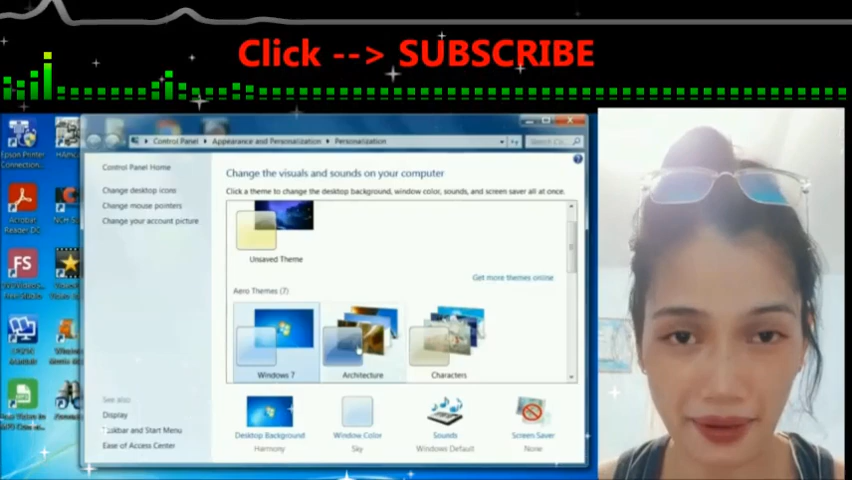 Click --> SUBSCRIBE
Control Panel
Appearance and Personalization
Personalization
Control Panel Home
Change desktop icons
Change mouse pointers
Change your account picture
See also
Display
Taskbar and Start Menu
Ease of Access Center
Change the visuals and sounds on your computer
Click a theme to change the desktop background, window color, sounds, and screen saver all at once.
Unsaved Theme
Get more themes online
Aero Themes (7)
Windows 7
Architecture
Characters
Desktop Background
Harmony
Window Color
Sky
Sounds
Windows Default
Screen Saver
None
Epson Printer
Acrobat
Reader DC
FS